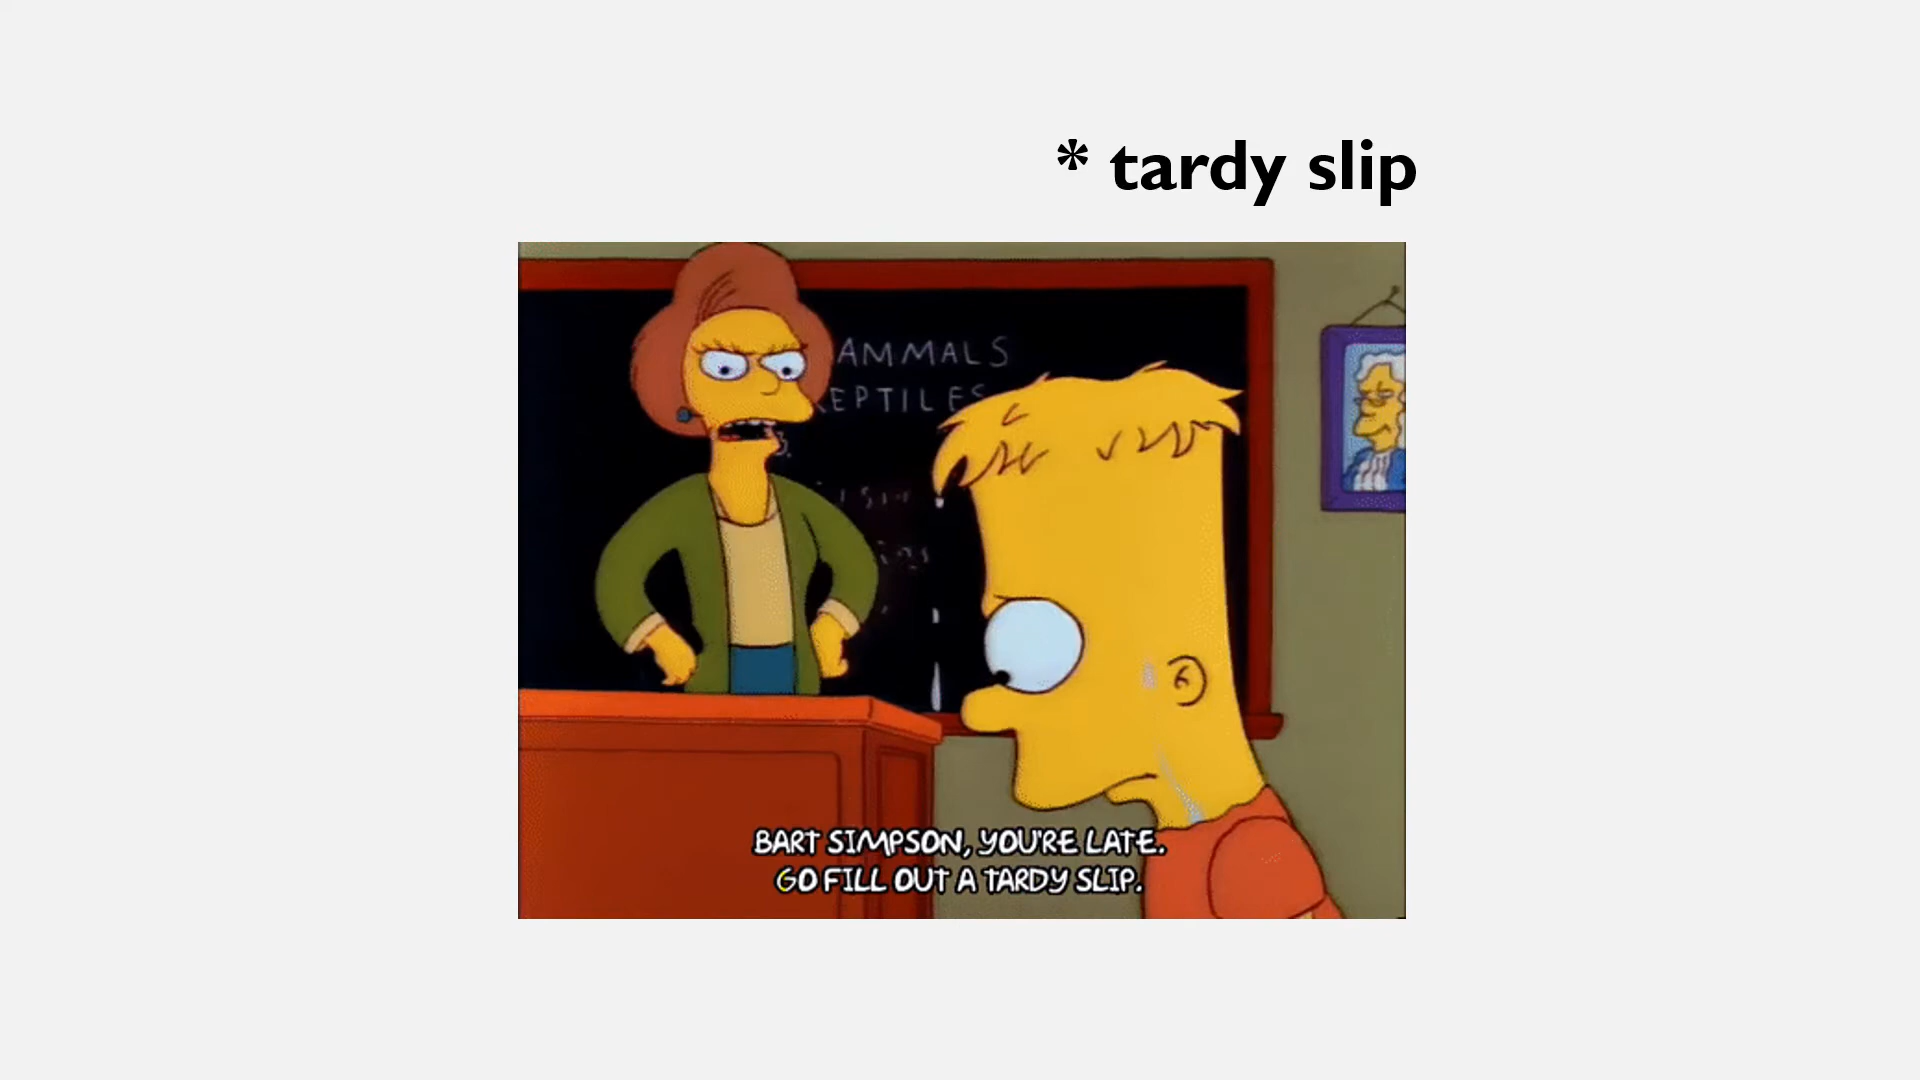 * tardy slip
AMMALS
EPTILES
BART SIMPSON, YOU'RE LATE.
GO FILL OUT A TARDY SLIP.